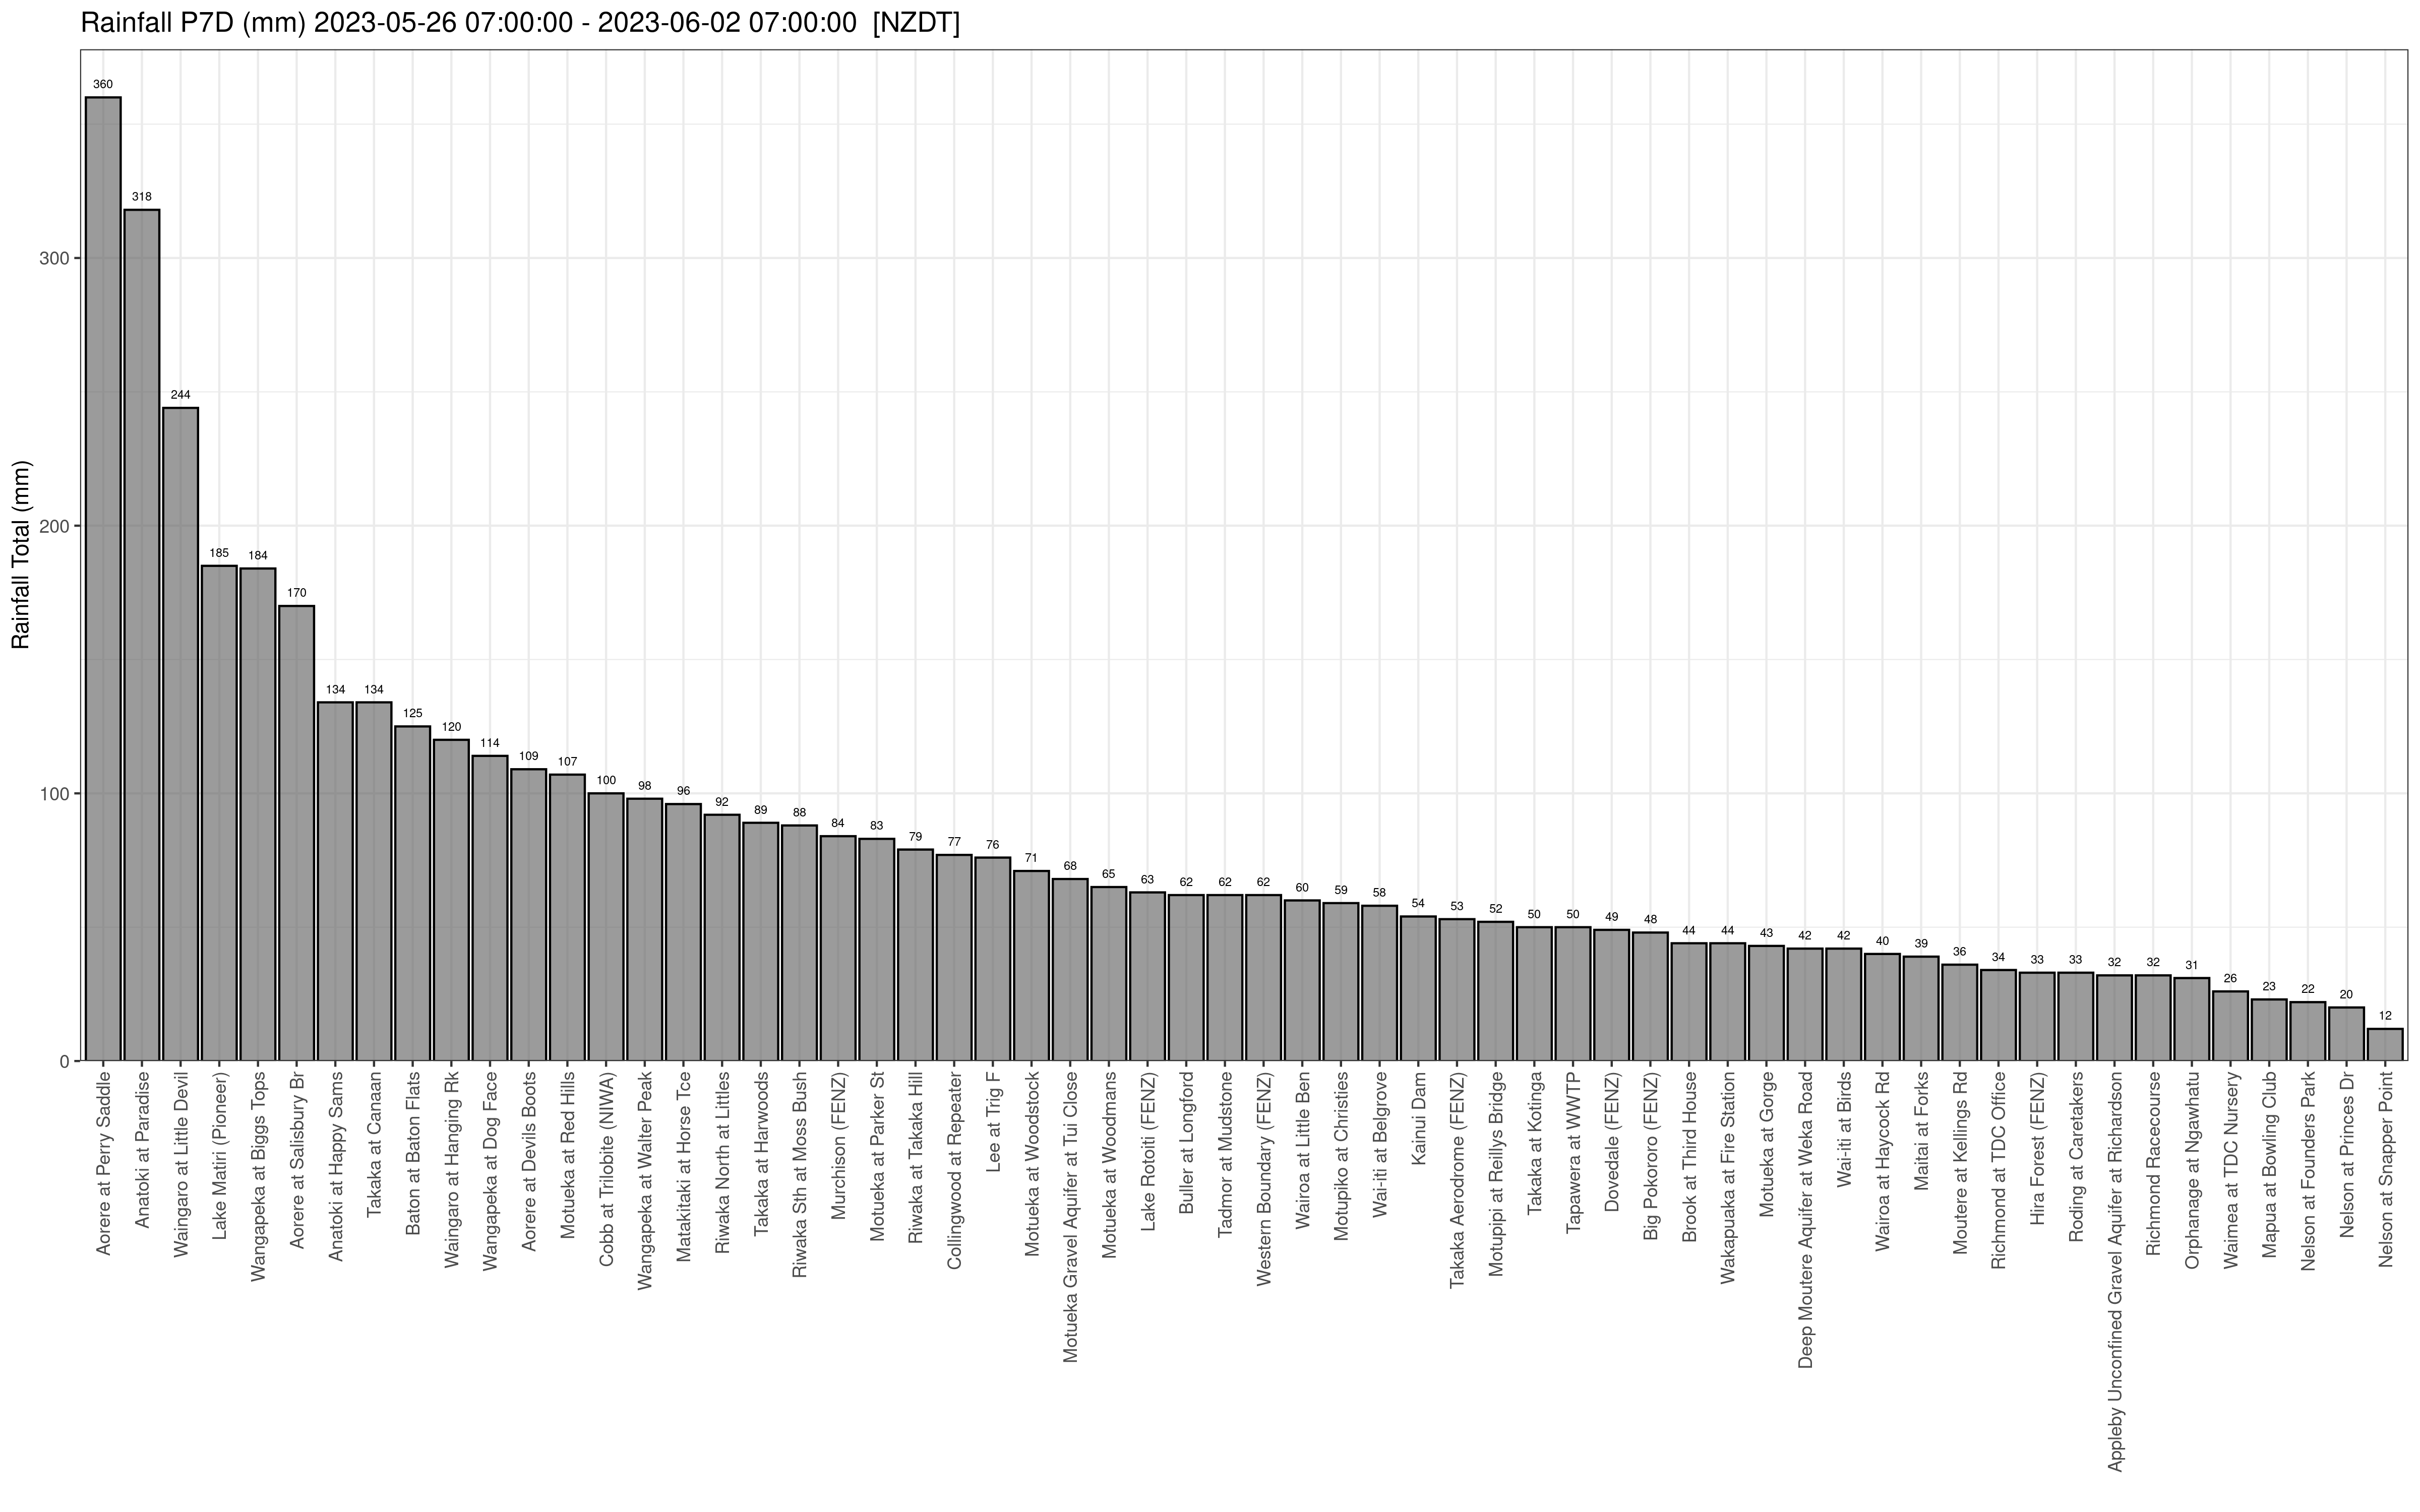 Rainfall P7D (mm) 2023-05-26 07:00:00 - 2023-06-02 07:00:00 [NZDT]
Rainfall Total (mm)
300
200
100
0
360
318
244
185
184
170
134
134
125
120
114
109
107
100
98
96
92
89
88
84
83
79
77
76
71
68
65
63
62
62
62
60
59
58
54
53
52
50
50
49
48
44
44
43
42
42
40
39
36
34
33
33
32
32
31
26
23
22
20
12
Aorere at Perry Saddle
Anatoki at Paradise
Waingaro at Little Devil
Lake Matiri (Pioneer)
Wangapeka at Biggs Tops
Aorere at Salisbury Br
Anatoki at Happy Sams
Takaka at Canaan
Baton at Baton Flats
Waingaro at Hanging Rk
Wangapeka at Dog Face
Aorere at Devils Boots
Motueka at Red Hills
Cobb at Trilobite (NIWA)
Wangapeka at Walter Peak
Matakitaki at Horse Tce
Riwaka North at Littles
Takaka at Harwoods
Riwaka Sth at Moss Bush
Murchison (FENZ)
Motueka at Parker St
Riwaka at Takaka Hill
Collingwood at Repeater
Lee at Trig F
Motueka at Woodstock
Motueka Gravel Aquifer at Tui Close
Motueka at Woodmans
Lake Rotoiti (FENZ)
Buller at Longford
Tadmor at Mudstone
Western Boundary (FENZ)
Wairoa at Little Ben
Motupiko at Christies
Wai-iti at Belgrove
Kainui Dam
Takaka Aerodrome (FENZ)
Motupipi at Reillys Bridge
Takaka at Kotinga
Tapawera at WWTP
Dovedale (FENZ)
Big Pokororo (FENZ)
Brook at Third House
Wakapuaka at Fire Station
Motueka at Gorge
Deep Moutere Aquifer at Weka Road
Wai-iti at Birds
Wairoa at Haycock Rd
Maitai at Forks
Moutere at Kellings Rd
Richmond at TDC Office
Hira Forest (FENZ)
Roding at Caretakers
Appleby Unconfined Gravel Aquifer at Richardson
Richmond Racecourse
Orphanage at Ngawhatu
Waimea at TDC Nursery
Mapua at Bowling Club
Nelson at Founders Park
Nelson at Princes Dr
Nelson at Snapper Point